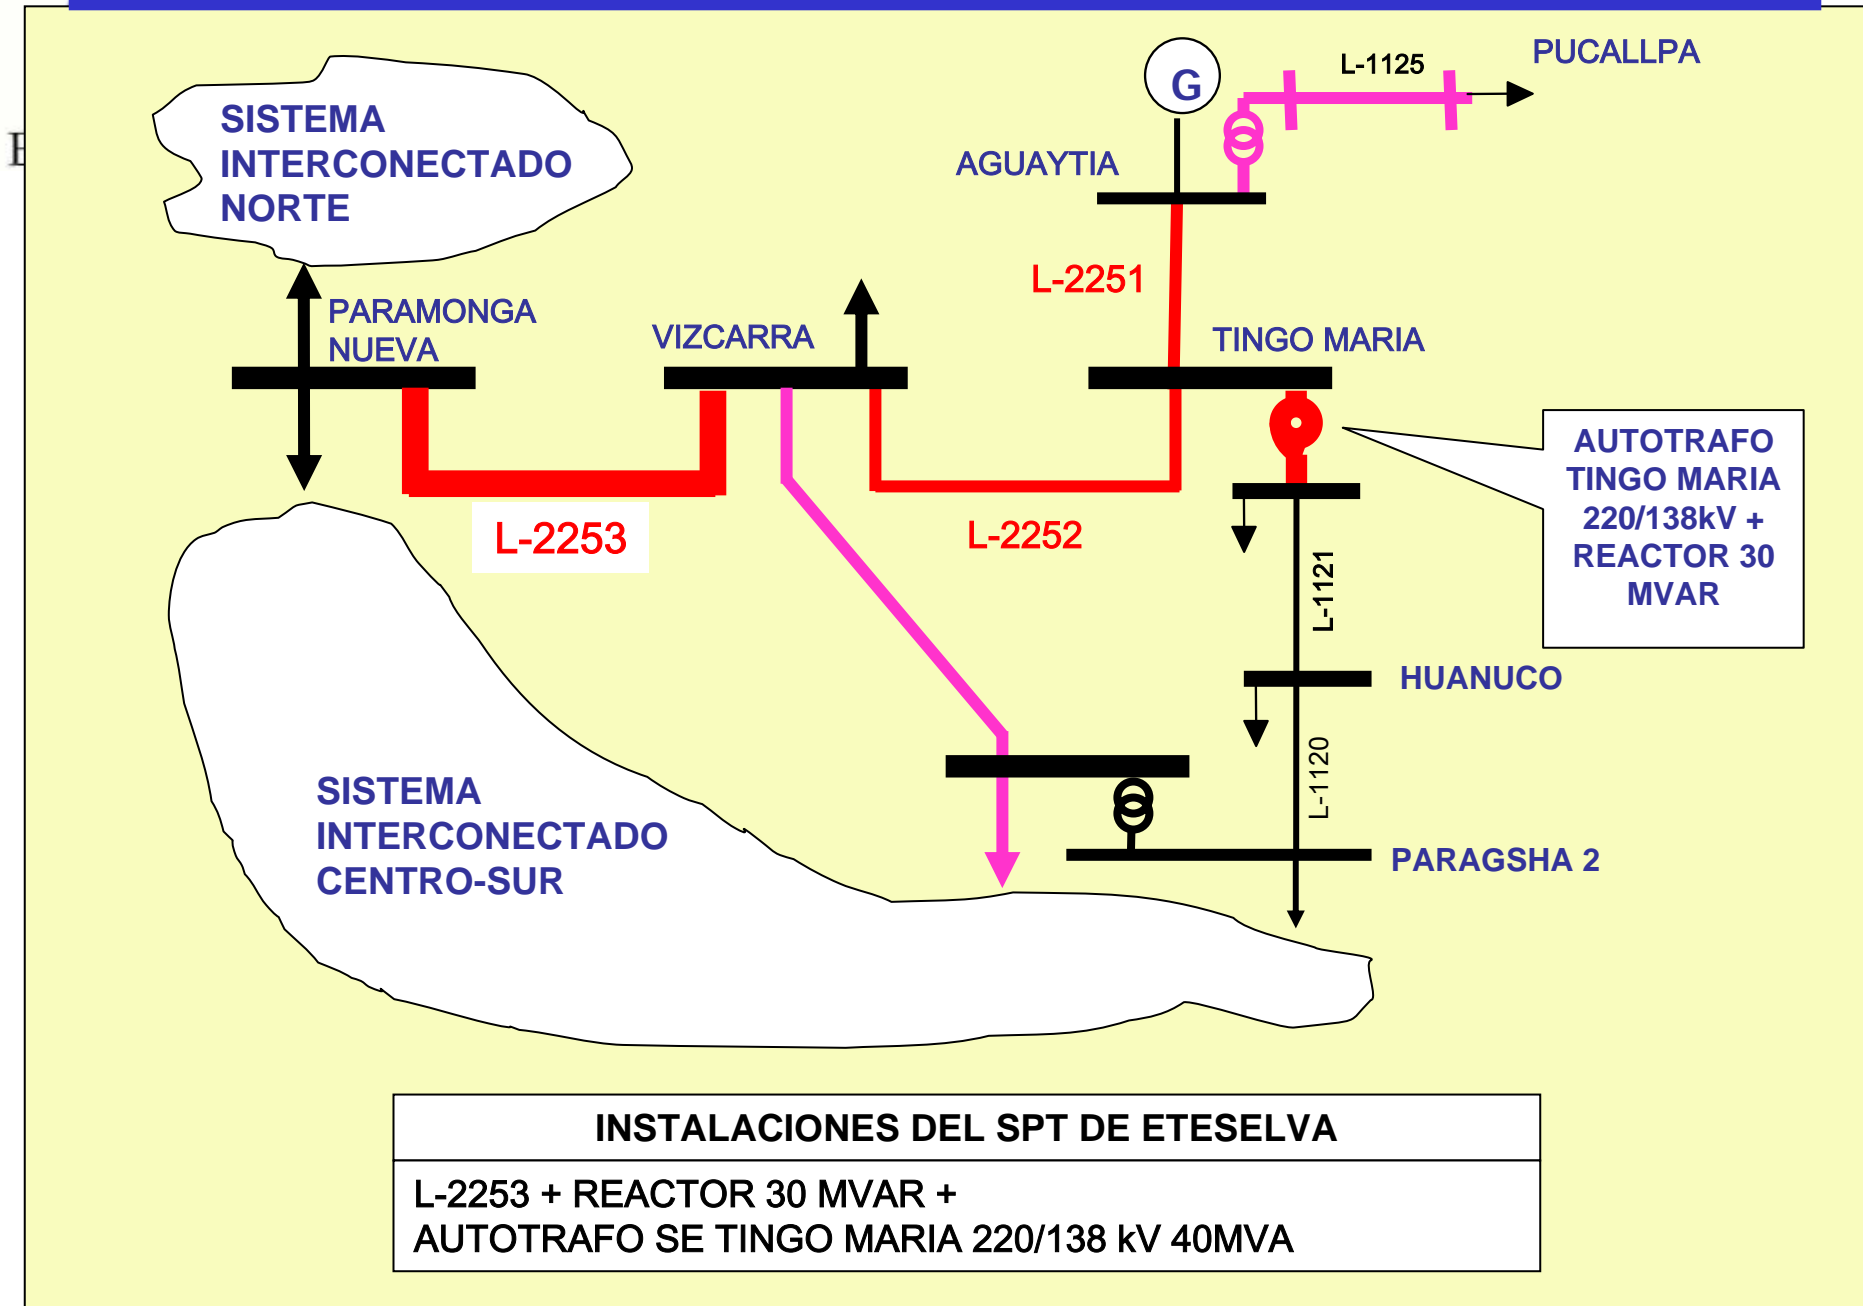 L-1125
PUCALLPA
G
SISTEMA
INTERCONECTADO
NORTE
AGUAYTIA
L-2251
PARAMONGA
NUEVA
VIZCARRA
TINGO MARIA
AUTOTRAFO
TINGO MARIA
220/138kV +
REACTOR 30
MVAR
L-2253
L-2252
L-1121
HUANUCO
L-1120
SISTEMA
INTERCONECTADO
CENTRO-SUR
PARAGSHA 2
INSTALACIONES DEL SPT DE ETESELVA
L-2253 + REACTOR 30 MVAR +
AUTOTRAFO SE TINGO MARIA 220/138 kV 40MVA